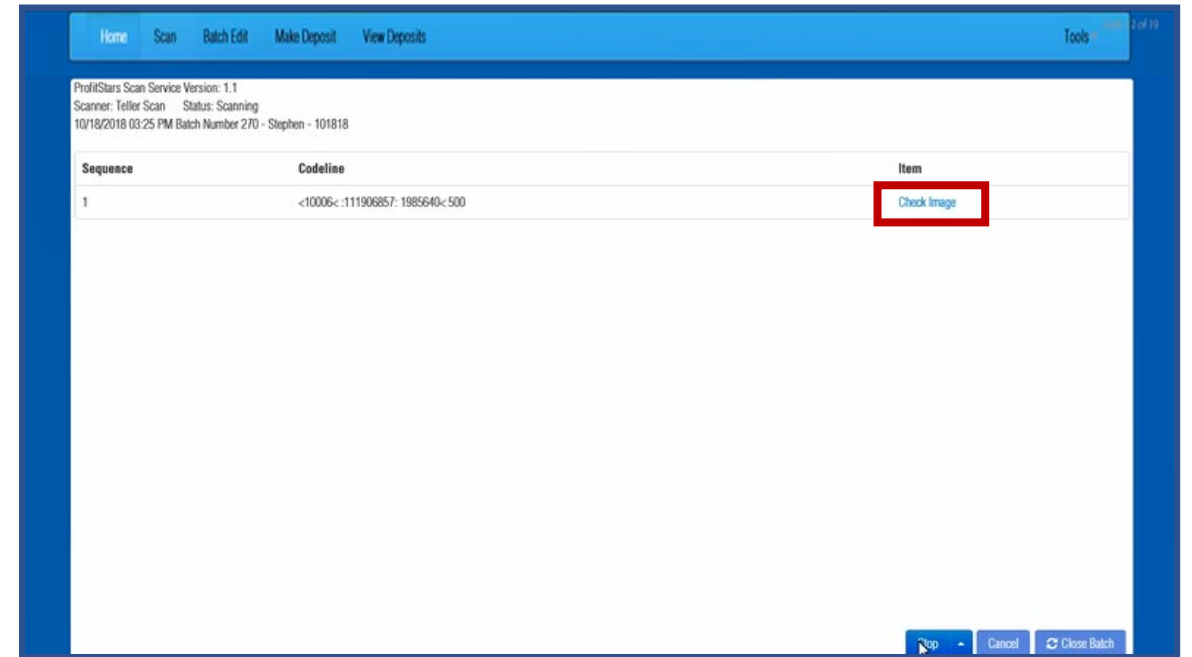 Home Scan Batch Edit Make Deposit View Deposits Tools 2 of 19
ProfitStars Scan Service Version: 1.1
Scanner: Teller Scan Status: Scanning
10/18/2018 03:25 PM Batch Number 270 - Stephen - 101818
Sequence Codeline Item
1 <10006< :111906857: 1985640< 500 Check Image
Stop Cancel Close Batch